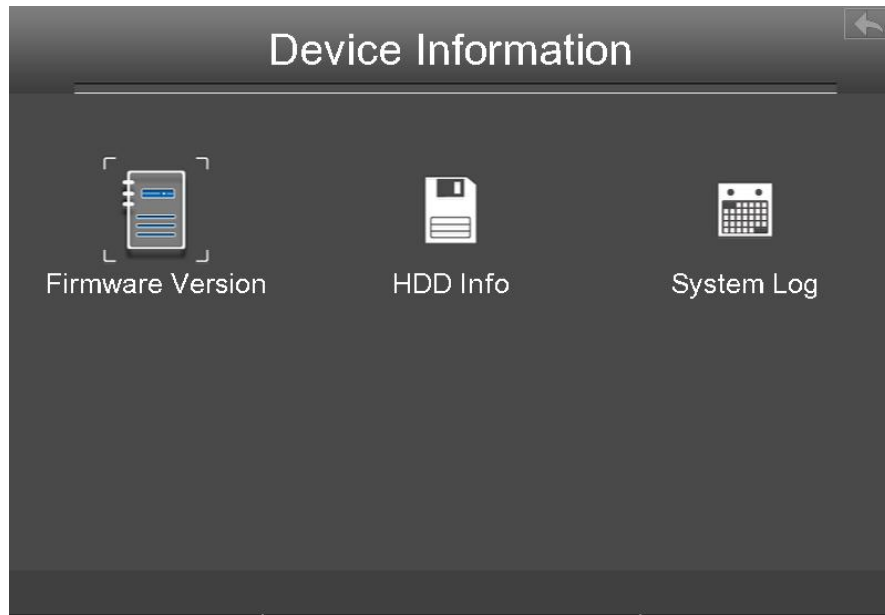 Device Information
Firmware Version
HDD Info
System Log